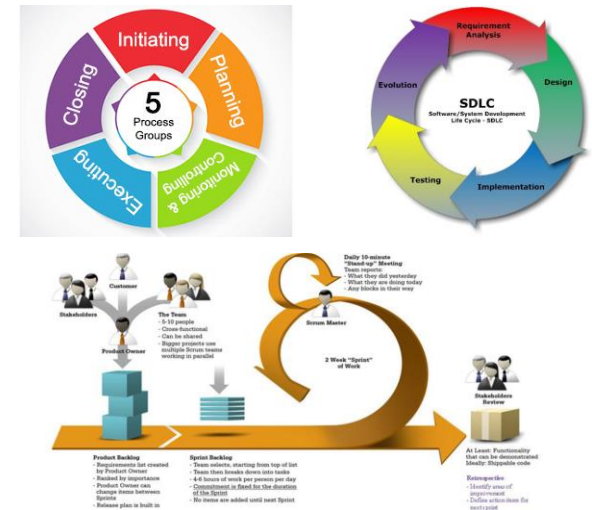 Initiating
Planning
Monitoring &
Controlling
Executing
Closing
5
Process
Groups
Requirement
Analysis
Design
Implementation
Testing
Evolution
SDLC
Software/System Development
Life Cycle - SDLC
Customer
Stakeholders
Product Owner
The Team
- 5-10 people
- Cross-functional
- Can be shared
- Bigger projects use
multiple Scrum teams
working in parallel
Daily 10-minute
"Stand up" Meeting
Team reports:
- What they did yesterday
- What they are doing today
- Any blocks in their way
Scrum Master
2 Week "Sprint"
of Work
Stakeholders
Review
Product Backlog
- Requirements list created
by Product Owner
- Ranked by importance
- Product Owner can
change items between
Sprints
- Release plan is built in
Sprint Backlog
- Team selects, starting from top of list
- Team then breaks down into tasks
- 4-6 hours of work per person per day
- Commitment is fixed for the duration
of the Sprint
- No items are added until next Sprint
At Least: Functionality
that can be demonstrated
Ideally: Shippable code
Retrospective
- Identify areas of
improvement
- Define action items for
next sprint